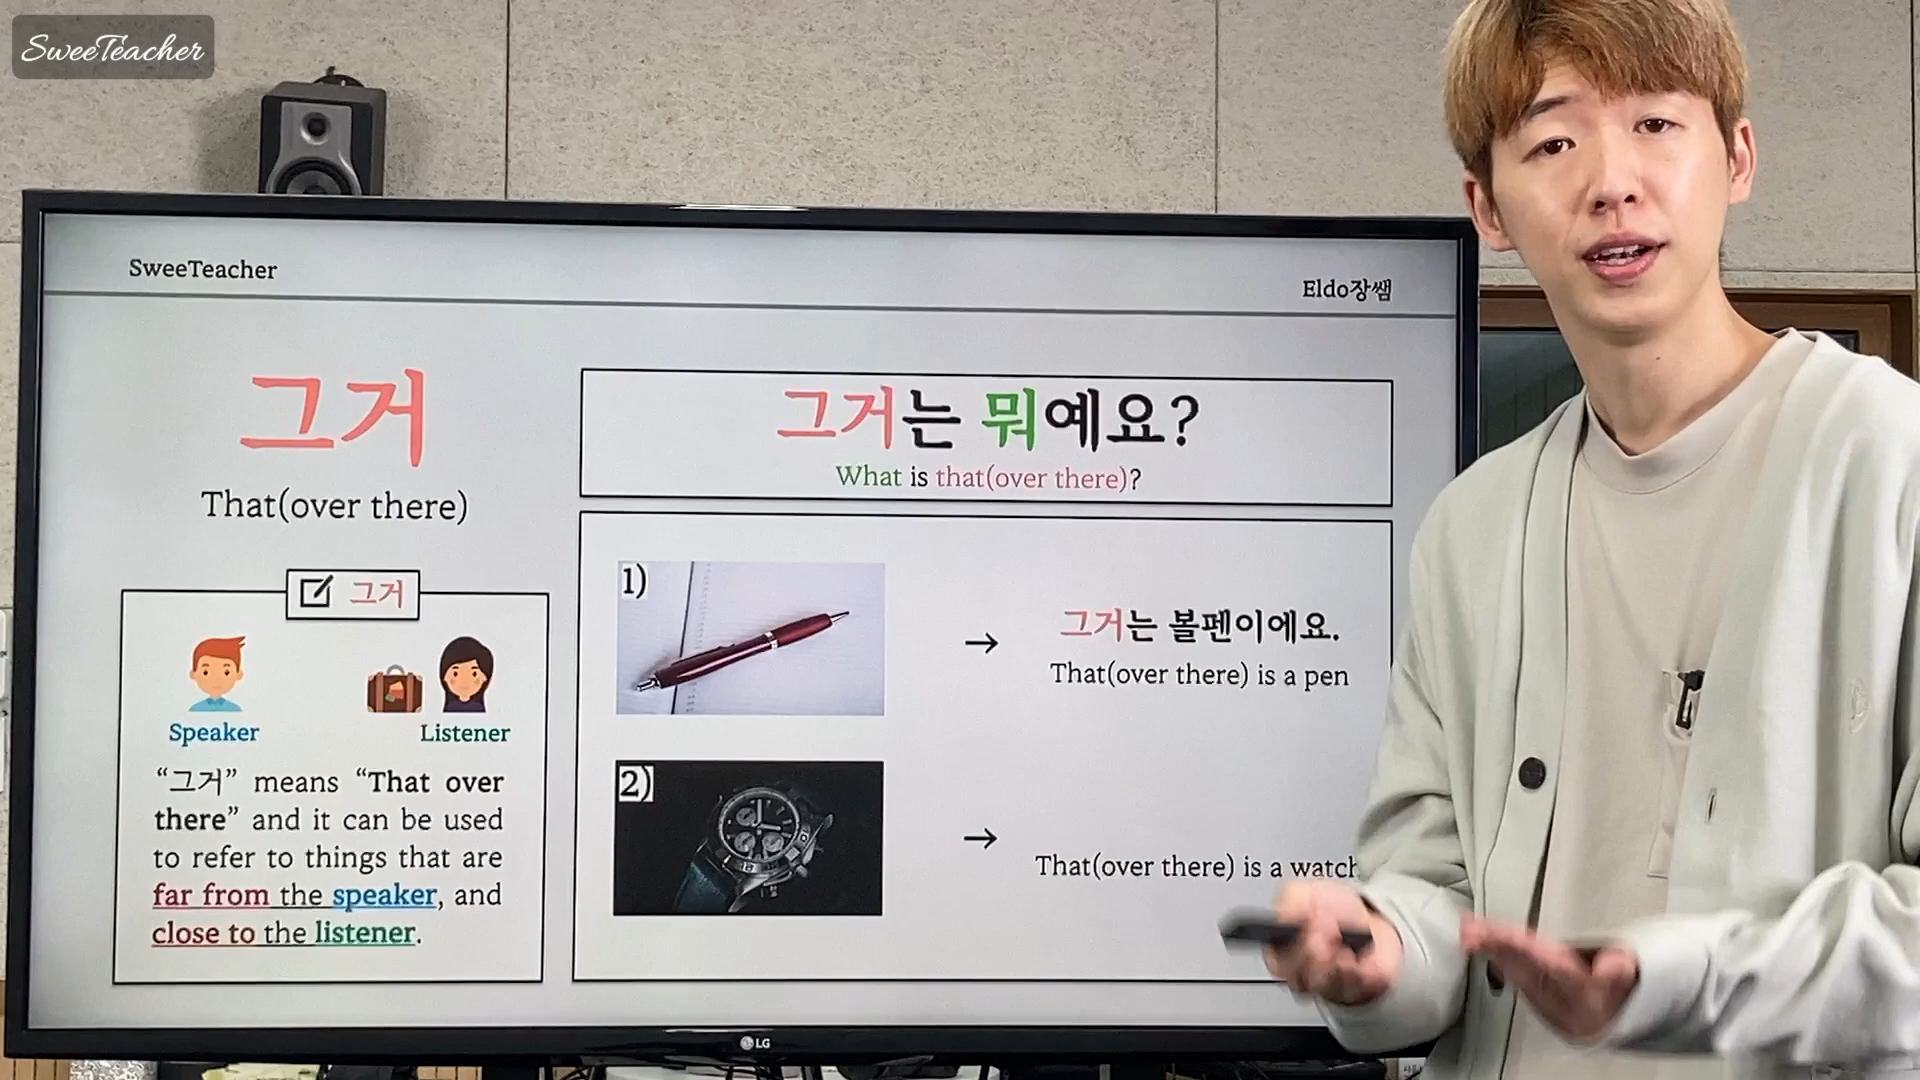 SweeTeacher
SweeTeacher
Eldo장쌤
그거
That(over there)
그거
Speaker
Listener
“그거” means “That over
there” and it can be used
to refer to things that are
far from the speaker, and
close to the listener.
그거는 뭐예요?
What is that(over there)?
1)
→
그거는 볼펜이에요.
That(over there) is a pen
2)
→
That(over there) is a watch
LG